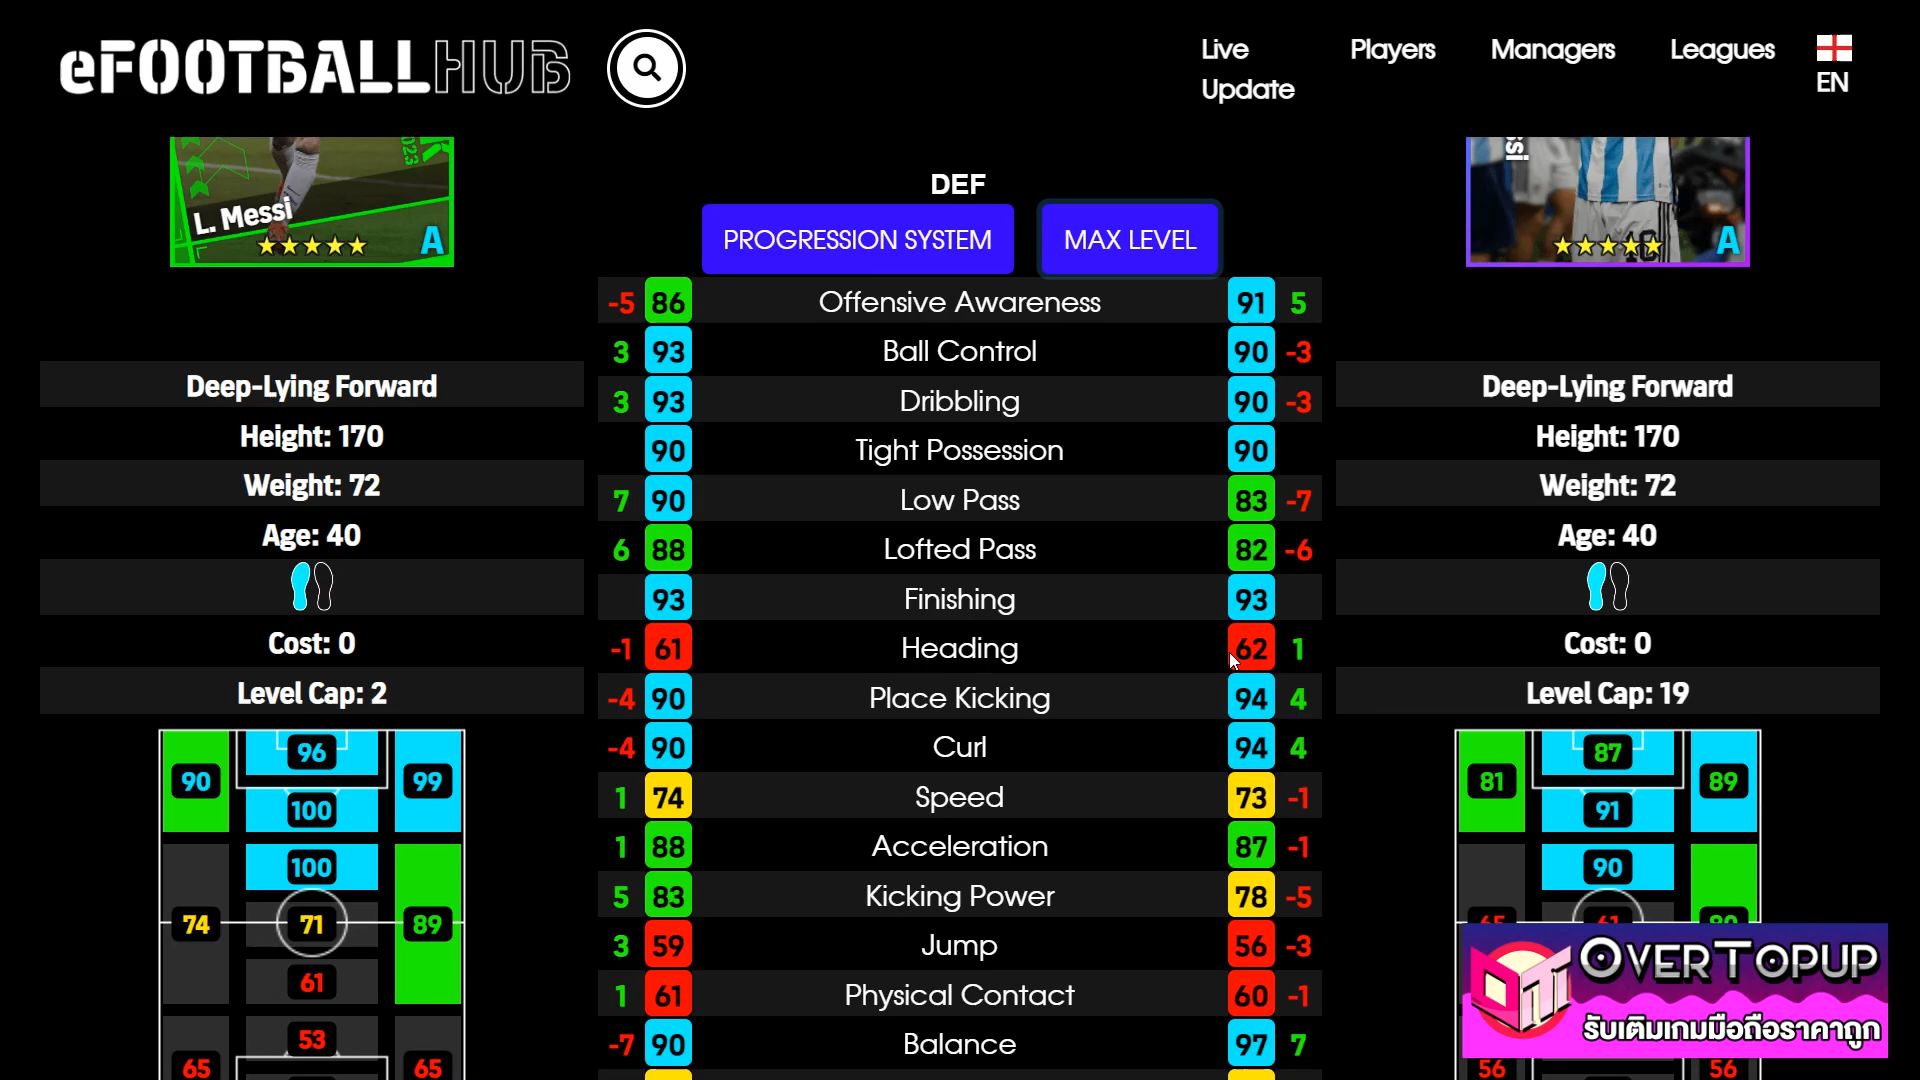 eFOOTBALLHUB
Live Update
Players
Managers
Leagues
EN
2023
L. Messi
★★★★★
A
DEF
PROGRESSION SYSTEM
MAX LEVEL
★★★★★
A
-5 86 Offensive Awareness 91 5
3 93 Ball Control 90 -3
3 93 Dribbling 90 -3
90 Tight Possession 90
7 90 Low Pass 83 -7
6 88 Lofted Pass 82 -6
93 Finishing 93
-1 61 Heading 62 1
-4 90 Place Kicking 94 4
-4 90 Curl 94 4
1 74 Speed 73 -1
1 88 Acceleration 87 -1
5 83 Kicking Power 78 -5
3 59 Jump 56 -3
1 61 Physical Contact 60 -1
-7 90 Balance 97 7
Deep-Lying Forward
Height: 170
Weight: 72
Age: 40
Cost: 0
Level Cap: 2
96
90 99
100
100
74 71 89
61
53
65 65
Deep-Lying Forward
Height: 170
Weight: 72
Age: 40
Cost: 0
Level Cap: 19
87
81 89
91
90
65 61 80
56 56
OVERTOPUP
รับเติมเกมมือถือราคาถูก